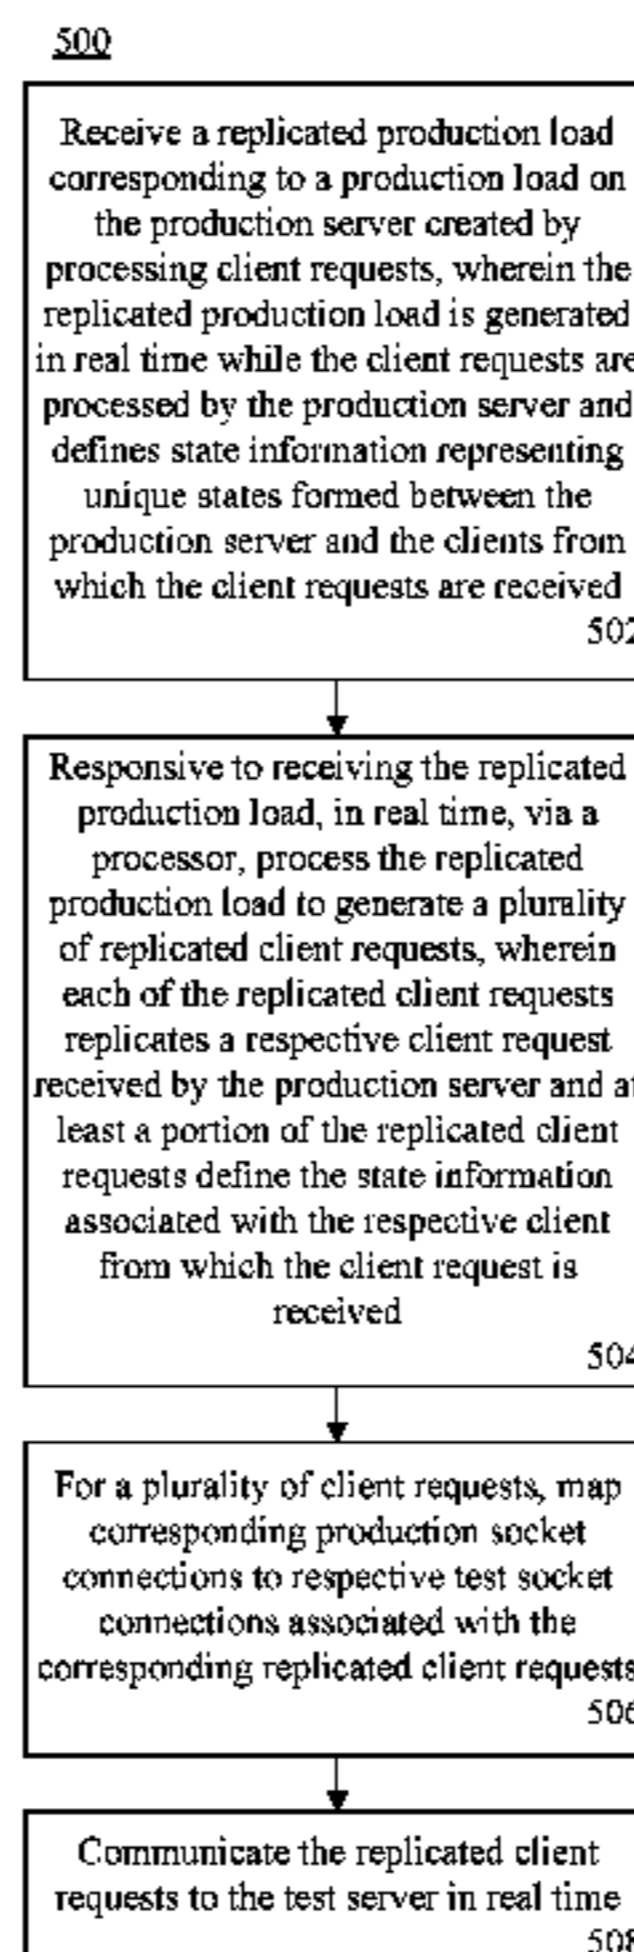 500
Receive a replicated production load
corresponding to a production load on
the production server created by
processing client requests, wherein the
replicated production load is generated
in real time while the client requests are
processed by the production server and
defines state information representing
unique states formed between the
production server and the clients from
which the client requests are received
502
Responsive to receiving the replicated
production load, in real time, via a
processor, process the replicated
production load to generate a plurality
of replicated client requests, wherein
each of the replicated client requests
replicates a respective client request
received by the production server and at
least a portion of the replicated client
requests define the state information
associated with the respective client
from which the client request is
received
504
For a plurality of client requests, map
corresponding production socket
connections to respective test socket
connections associated with the
corresponding replicated client requests
506
Communicate the replicated client
requests to the test server in real time
508